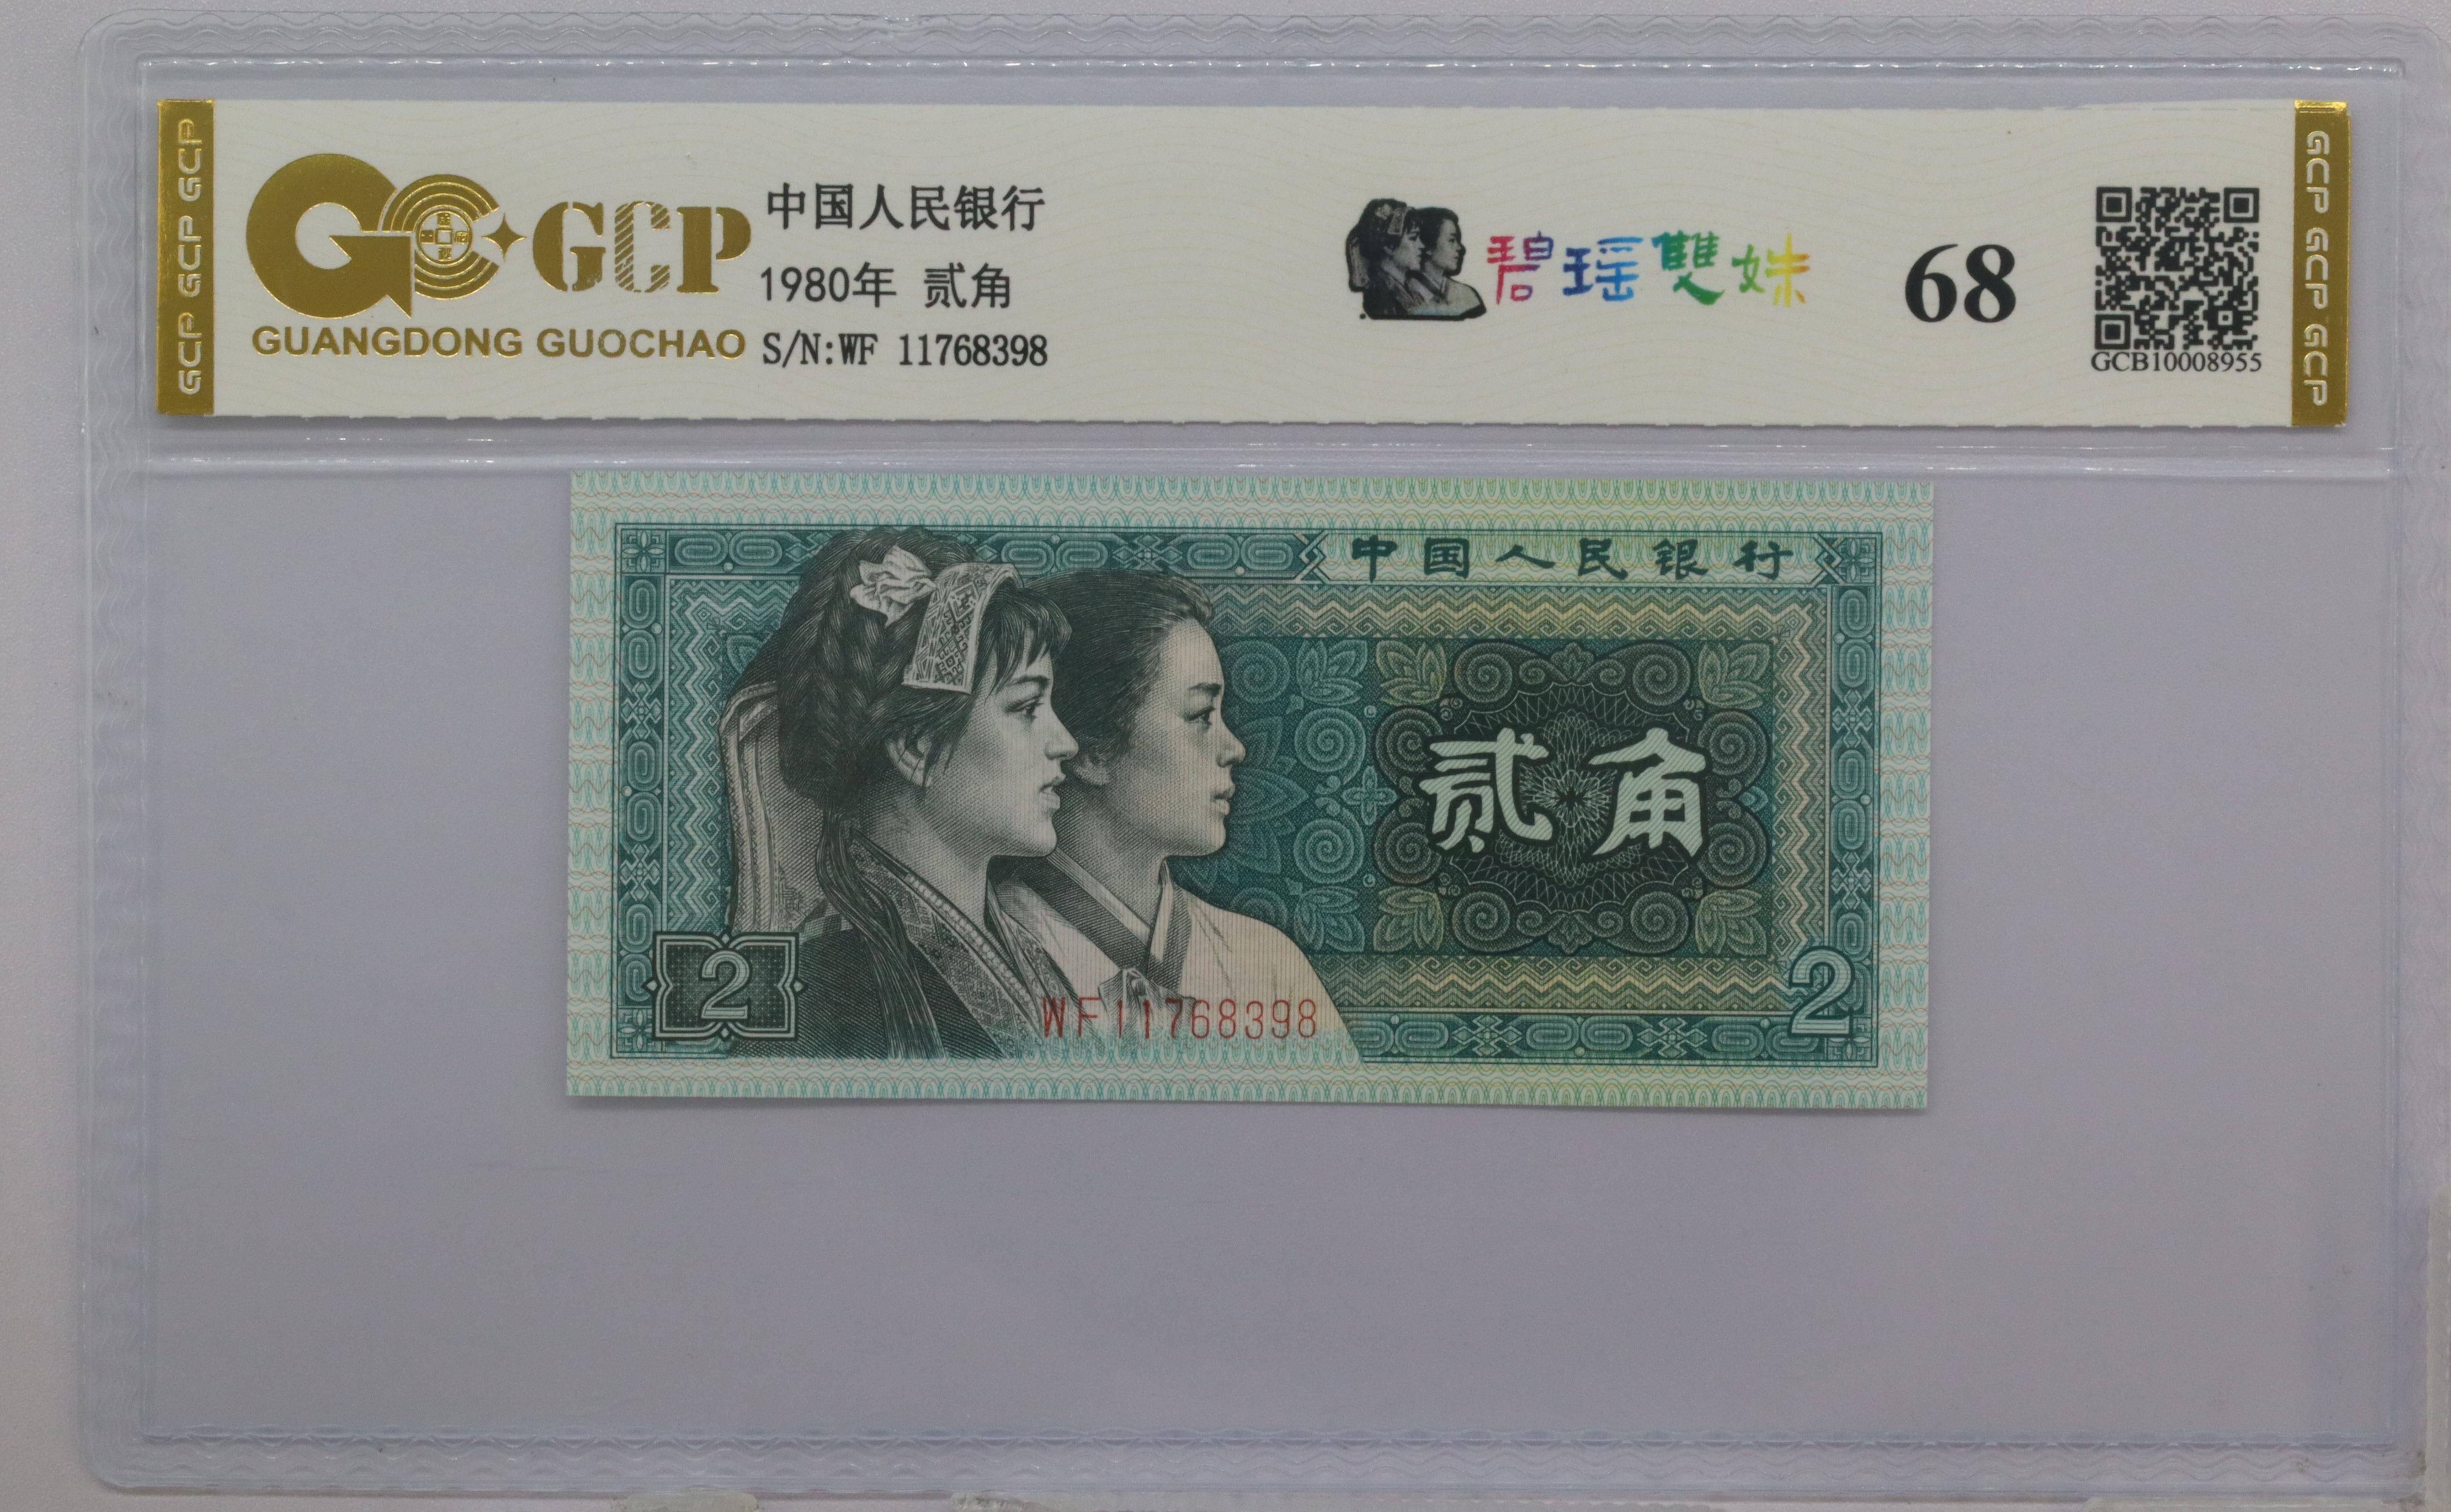 GCP GCP GCP
GCP
GUANGDONG GUOCHAO
中国人民银行
1980年 贰角
S/N:WF 11768398
碧瑶雙姝
68
GCB10008955
GCP GCP GCP
中国人民银行
贰角
2
WF11768398
2